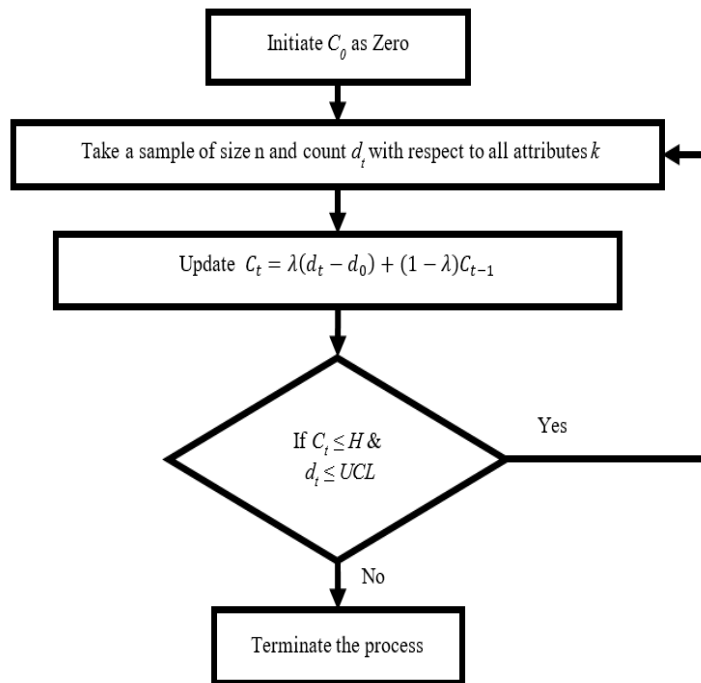 Initiate C₀ as Zero
Take a sample of size n and count dₜ with respect to all attributes k
Update Cₜ = λ(dₜ − d₀) + (1 − λ)Cₜ₋₁
If Cₜ ≤ H &
dₜ ≤ UCL
Yes
No
Terminate the process